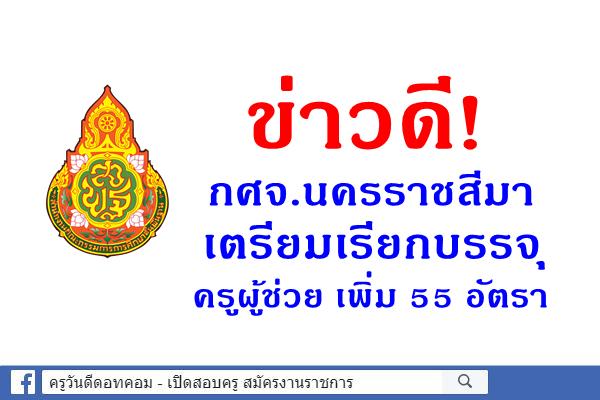 ข่าวดี!
กศจ.นครราชสีมา
เตรียมเรียกบรรจุ
ครูผู้ช่วย เพิ่ม 55 อัตรา
ครูวันดีดอทคอม - เปิดสอบครู สมัครงานราชการ